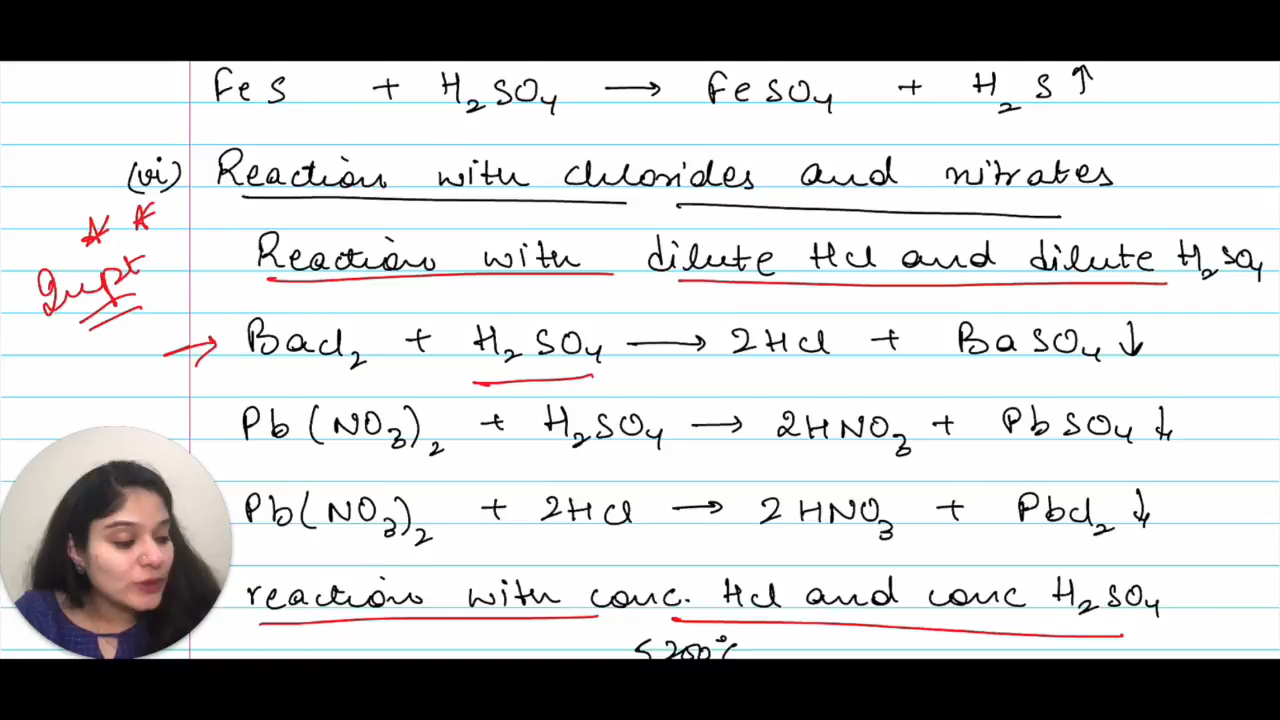 FeS + H₂SO₄ → FeSO₄ + H₂S↑
(vi) Reaction with chlorides and nitrates
Impt
Reaction with dilute HCl and dilute H₂SO₄
→ BaCl₂ + H₂SO₄ → 2HCl + BaSO₄↓
Pb(NO₃)₂ + H₂SO₄ → 2HNO₃ + PbSO₄↓
Pb(NO₃)₂ + 2HCl → 2HNO₃ + PbCl₂↓
reaction with conc. HCl and conc H₂SO₄
<200°C